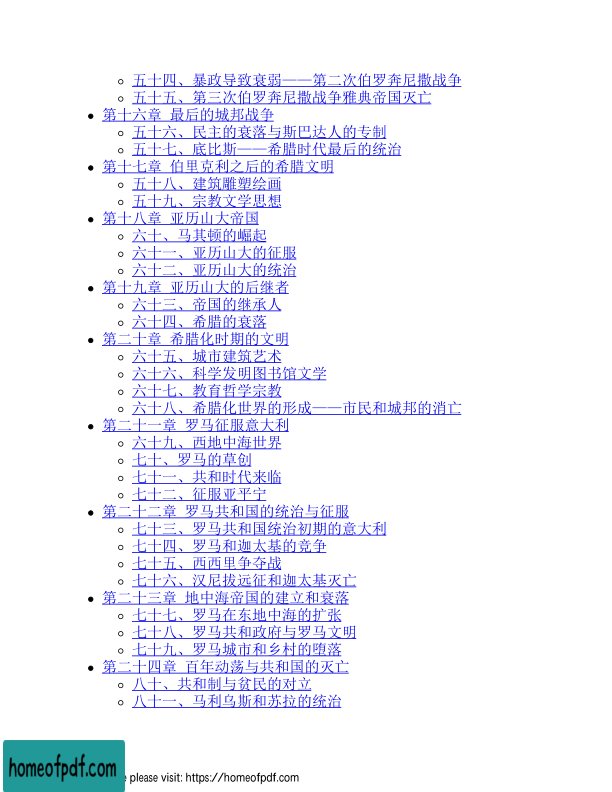 五十四、暴政导致衰弱——第二次伯罗奔尼撒战争
五十五、第三次伯罗奔尼撒战争雅典帝国灭亡
第十六章 最后的城邦战争
五十六、民主的衰落与斯巴达人的专制
五十七、底比斯——希腊时代最后的统治
第十七章 伯里克利之后的希腊文明
五十八、建筑雕塑绘画
五十九、宗教文学思想
第十八章 亚历山大帝国
六十、马其顿的崛起
六十一、亚历山大的征服
六十二、亚历山大的统治
第十九章 亚历山大的后继者
六十三、帝国的继承人
六十四、希腊的衰落
第二十章 希腊化时期的文明
六十五、城市建筑艺术
六十六、科学发明图书馆文学
六十七、教育哲学宗教
六十八、希腊化世界的形成——市民和城邦的消亡
第二十一章 罗马征服意大利
六十九、西地中海世界
七十、罗马的草创
七十一、共和时代来临
七十二、征服亚平宁
第二十二章 罗马共和国的统治与征服
七十三、罗马共和国统治初期的意大利
七十四、罗马和迦太基的竞争
七十五、西西里争夺战
七十六、汉尼拔远征和迦太基灭亡
第二十三章 地中海帝国的建立和衰落
七十七、罗马在东地中海的扩张
七十八、罗马共和政府与罗马文明
七十九、罗马城市和乡村的堕落
第二十四章 百年动荡与共和国的灭亡
八十、共和制与贫民的对立
八十一、马利乌斯和苏拉的统治
homeofpdf.com
please visit: https://homeofpdf.com